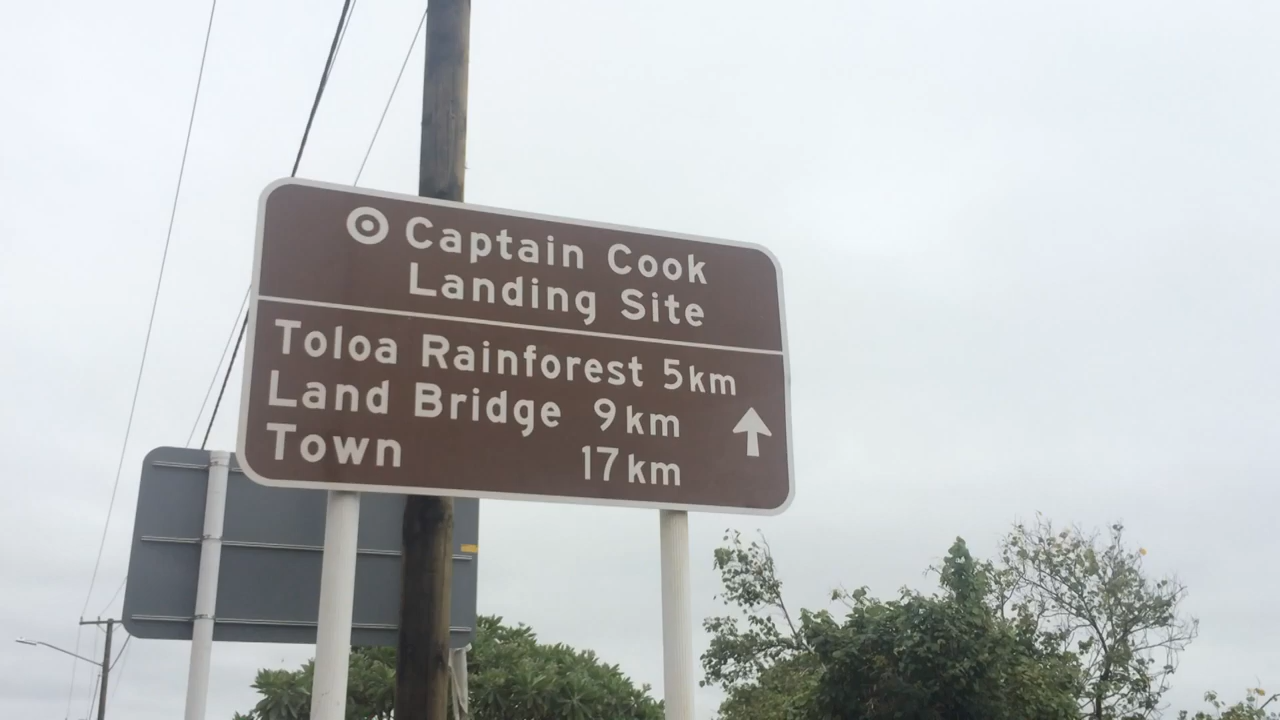 Captain Cook
Landing Site
Toloa Rainforest 5km
Land Bridge 9km
Town 17km